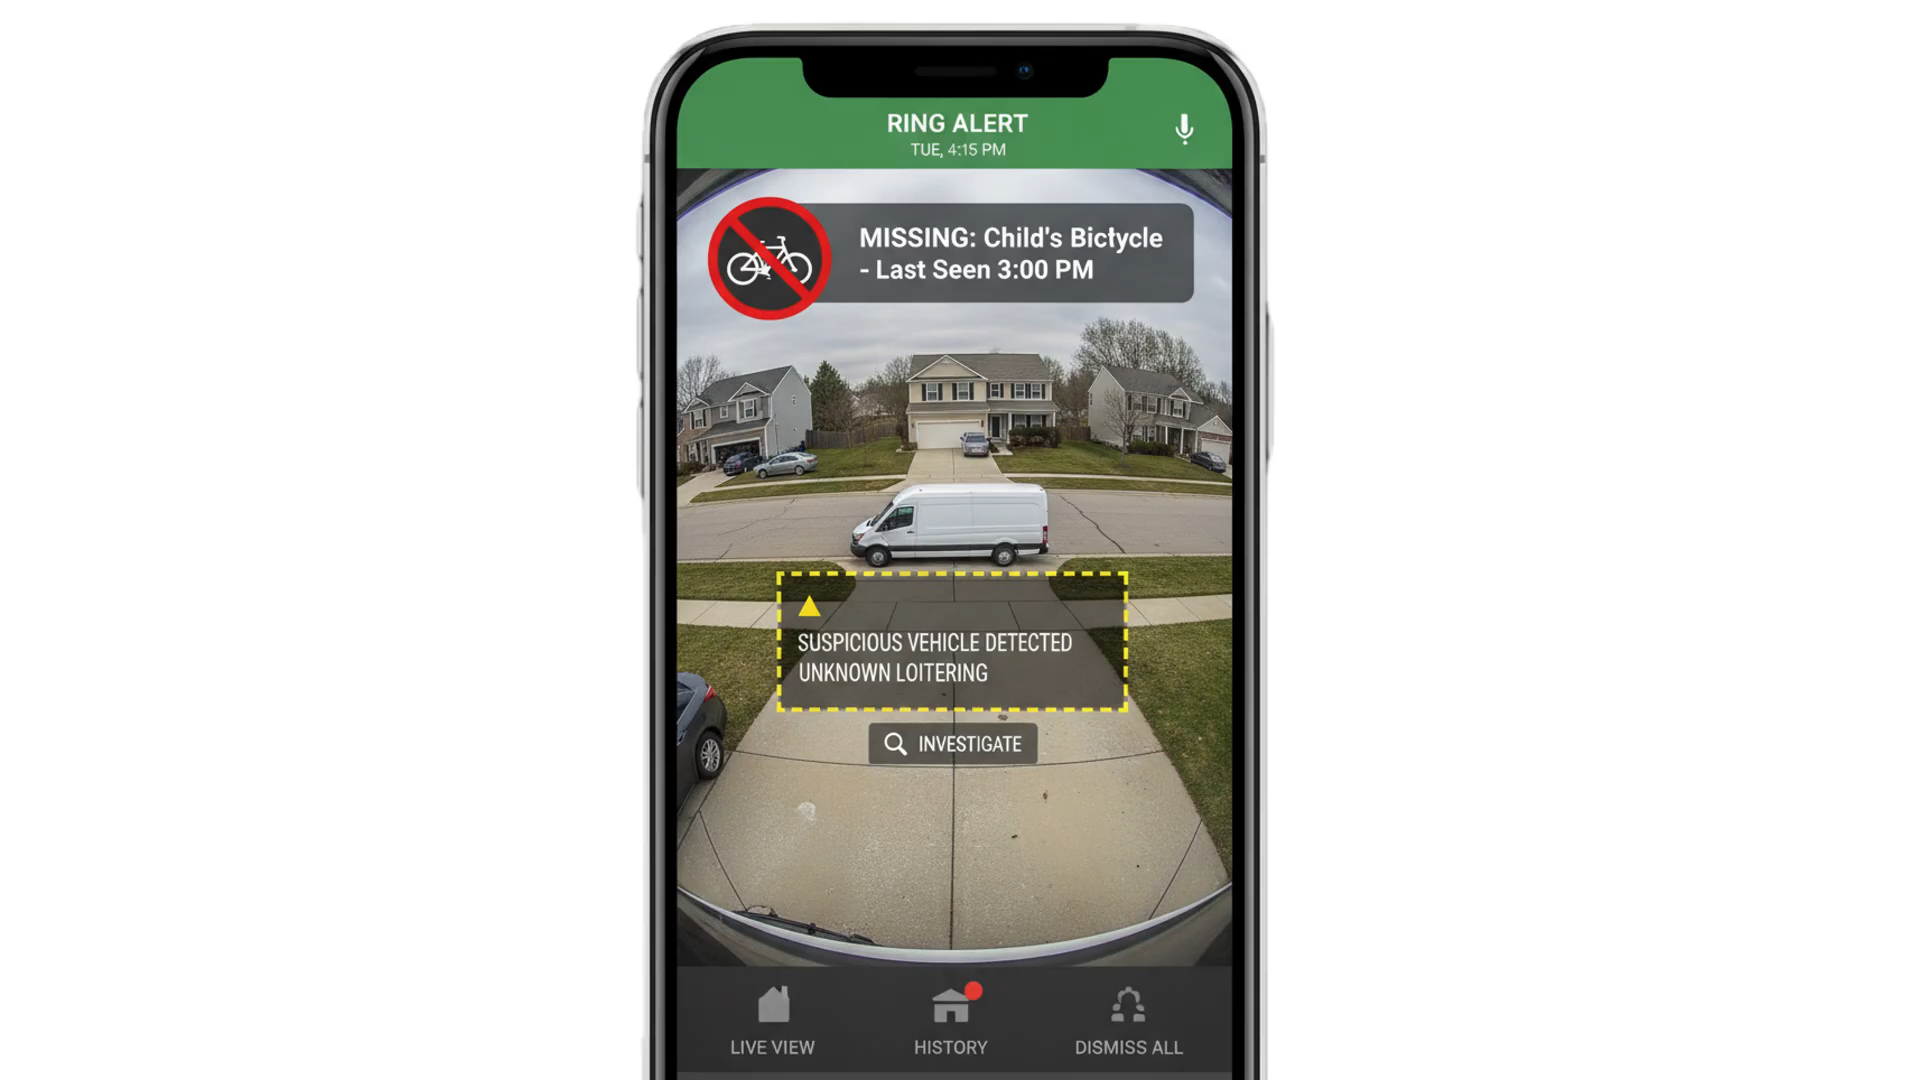 RING ALERT
TUE, 4:15 PM
MISSING: Child's Bictycle
- Last Seen 3:00 PM
SUSPICIOUS VEHICLE DETECTED
UNKNOWN LOITERING
INVESTIGATE
LIVE VIEW
HISTORY
DISMISS ALL